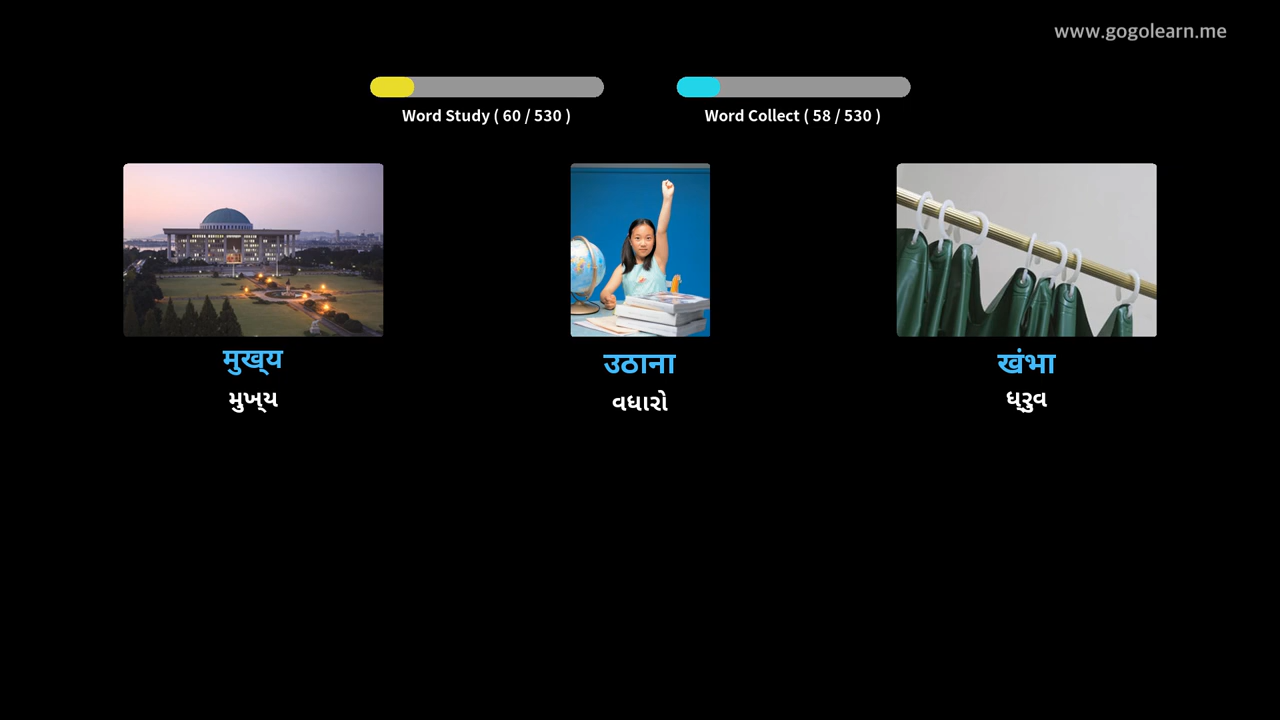 www.gogolearn.me
Word Study ( 60 / 530 )
Word Collect ( 58 / 530 )
मुख्य
उठाना
खंभा
મુખ્ય
વધારો
ધ્રુવ